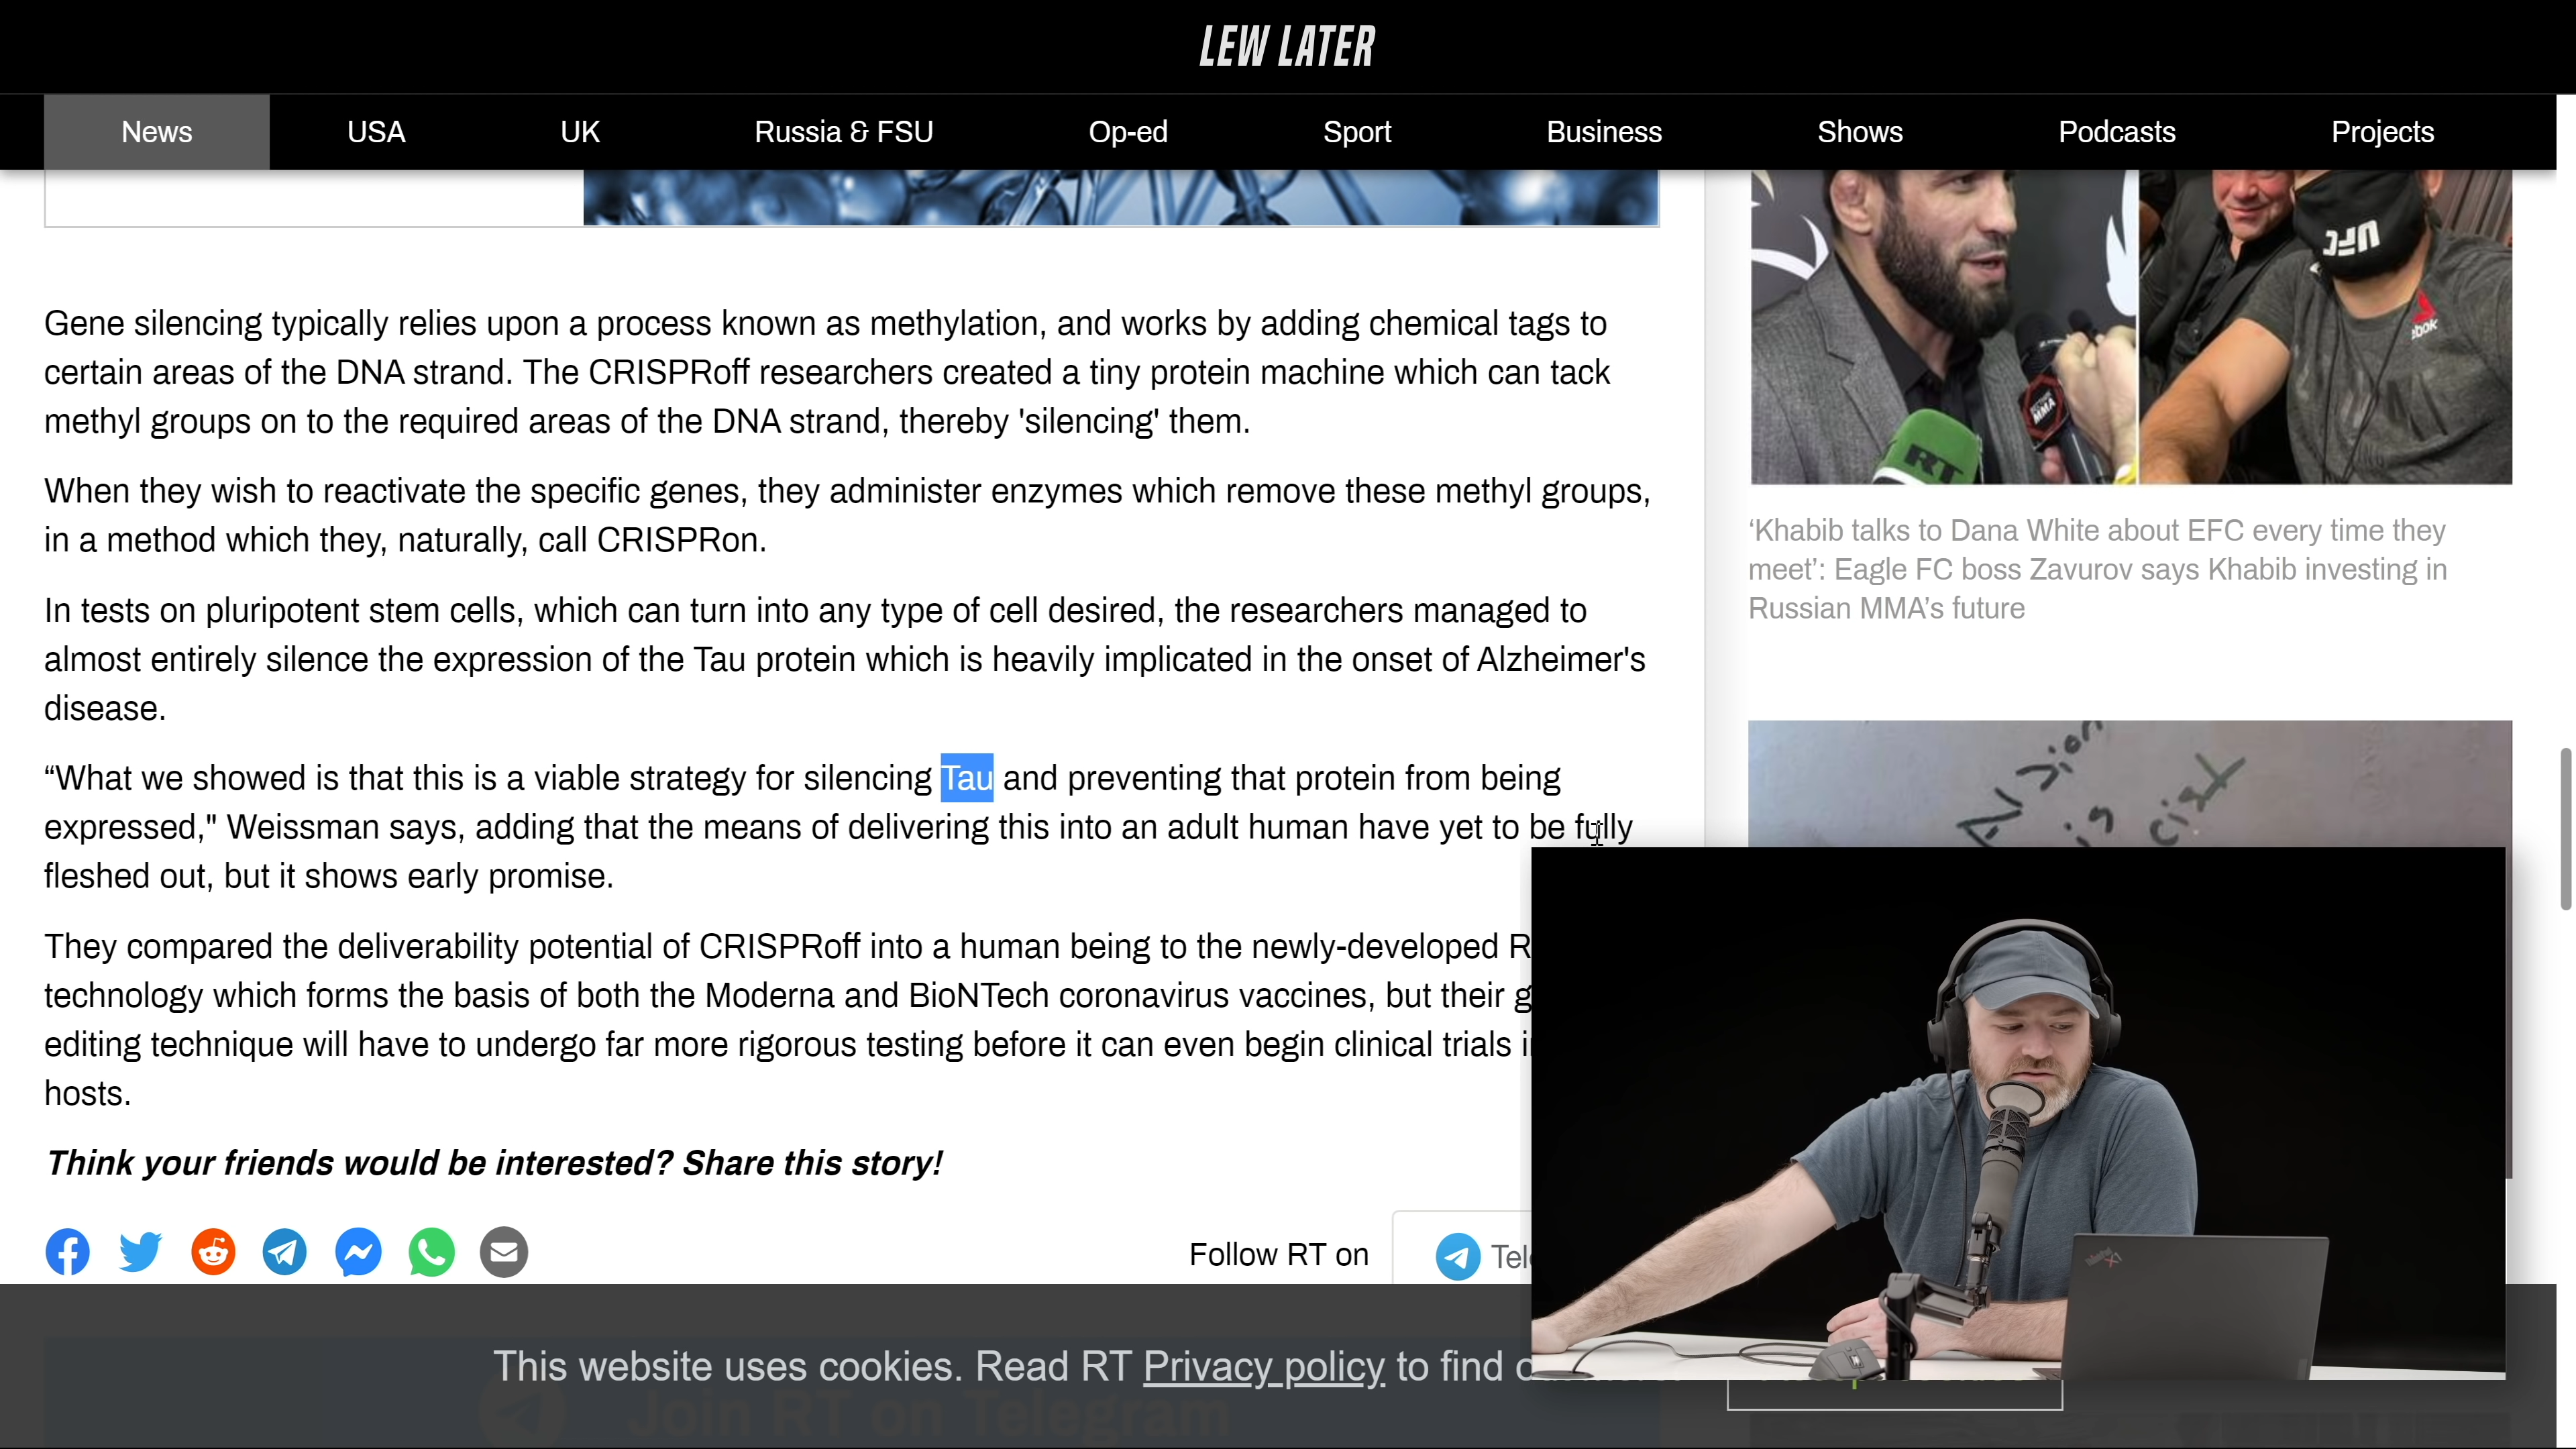 LEW LATER
News USA UK Russia & FSU Op-ed Sport Business Shows Podcasts Projects
Gene silencing typically relies upon a process known as methylation, and works by adding chemical tags to
certain areas of the DNA strand. The CRISPRoff researchers created a tiny protein machine which can tack
methyl groups on to the required areas of the DNA strand, thereby 'silencing' them.
When they wish to reactivate the specific genes, they administer enzymes which remove these methyl groups,
in a method which they, naturally, call CRISPRon.
In tests on pluripotent stem cells, which can turn into any type of cell desired, the researchers managed to
almost entirely silence the expression of the Tau protein which is heavily implicated in the onset of Alzheimer's
disease.
“What we showed is that this is a viable strategy for silencing Tau and preventing that protein from being
expressed," Weissman says, adding that the means of delivering this into an adult human have yet to be fully
fleshed out, but it shows early promise.
They compared the deliverability potential of CRISPRoff into a human being to the newly-developed R
technology which forms the basis of both the Moderna and BioNTech coronavirus vaccines, but their g
editing technique will have to undergo far more rigorous testing before it can even begin clinical trials i
hosts.
Think your friends would be interested? Share this story!
Follow RT on
Tel
This website uses cookies. Read RT Privacy policy to find o
Join RT on Telegram
UFC
ebok
MMA
RT
‘Khabib talks to Dana White about EFC every time they
meet’: Eagle FC boss Zavurov says Khabib investing in
Russian MMA’s future
is
cist